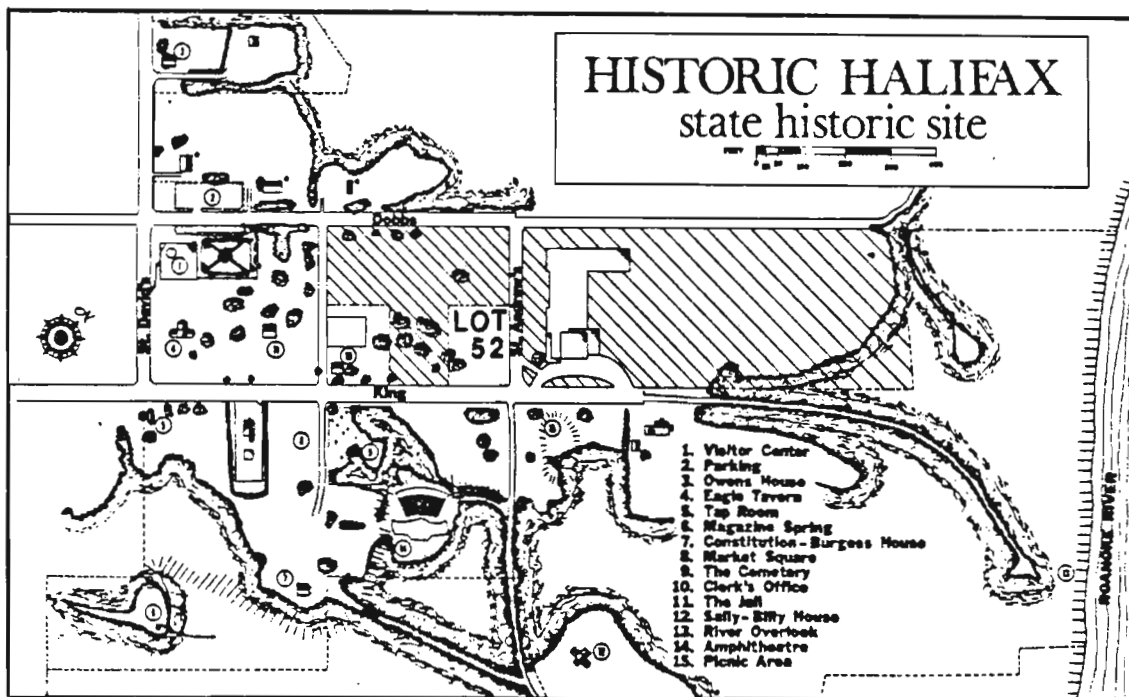 HISTORIC HALIFAX
state historic site
FEET
Dobbs
St. David's
St. Andrew's
LOT
52
King
1. Visitor Center
2. Parking
3. Owens House
4. Eagle Tavern
5. Tap Room
6. Magazine Spring
7. Constitution-Burgess House
8. Market Square
9. The Cemetery
10. Clerk's Office
11. The Jail
12. Sally-Billy House
13. River Overlook
14. Amphitheatre
15. Picnic Area
ROANOKE RIVER